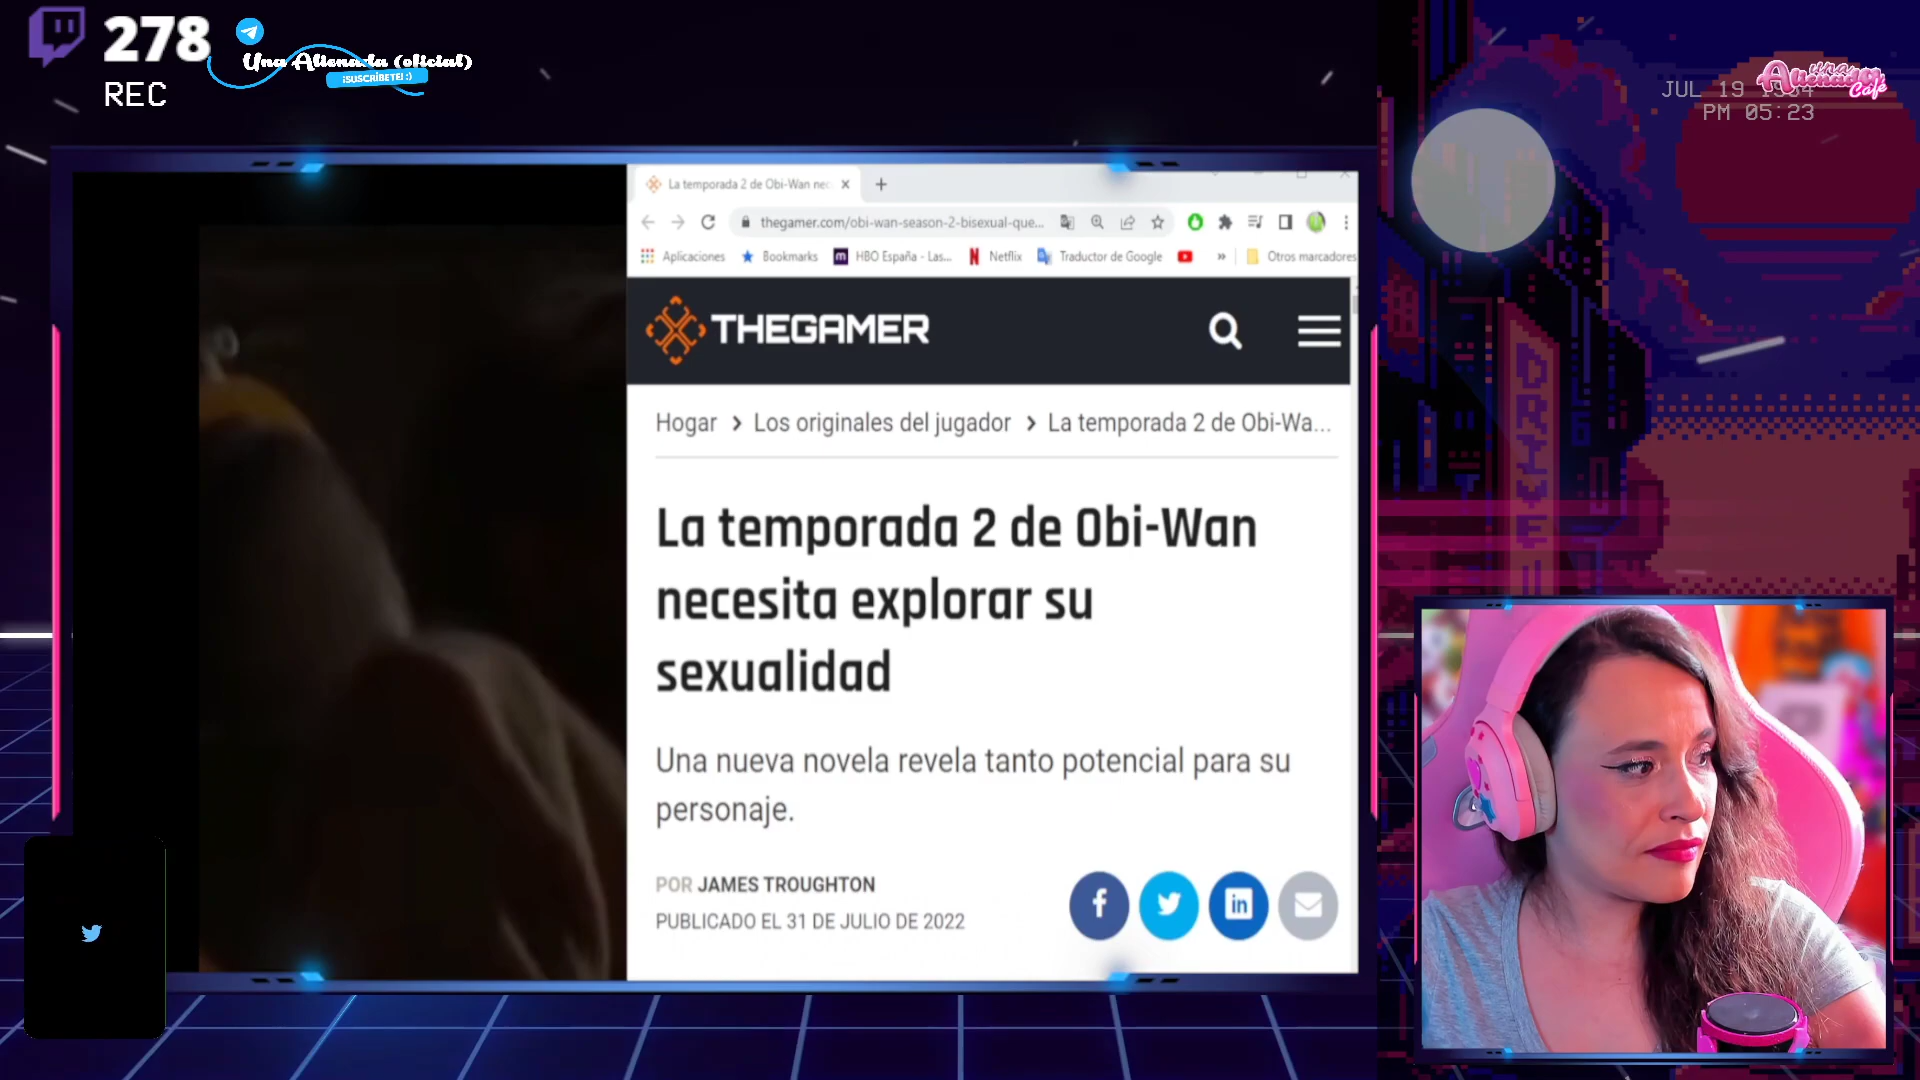 278
REC
Una Alienada (oficial)
¡SUSCRÍBETE! :)
una
Alienada
Café
JUL 19
PM 05:23
La temporada 2 de Obi-Wan nec
thegamer.com/obi-wan-season-2-bisexual-que...
Aplicaciones
Bookmarks
HBO España - Las...
Netflix
Traductor de Google
»
Otros marcadores
THEGAMER
Hogar > Los originales del jugador > La temporada 2 de Obi-Wa...
La temporada 2 de Obi-Wan
necesita explorar su
sexualidad
Una nueva novela revela tanto potencial para su
personaje.
POR JAMES TROUGHTON
PUBLICADO EL 31 DE JULIO DE 2022